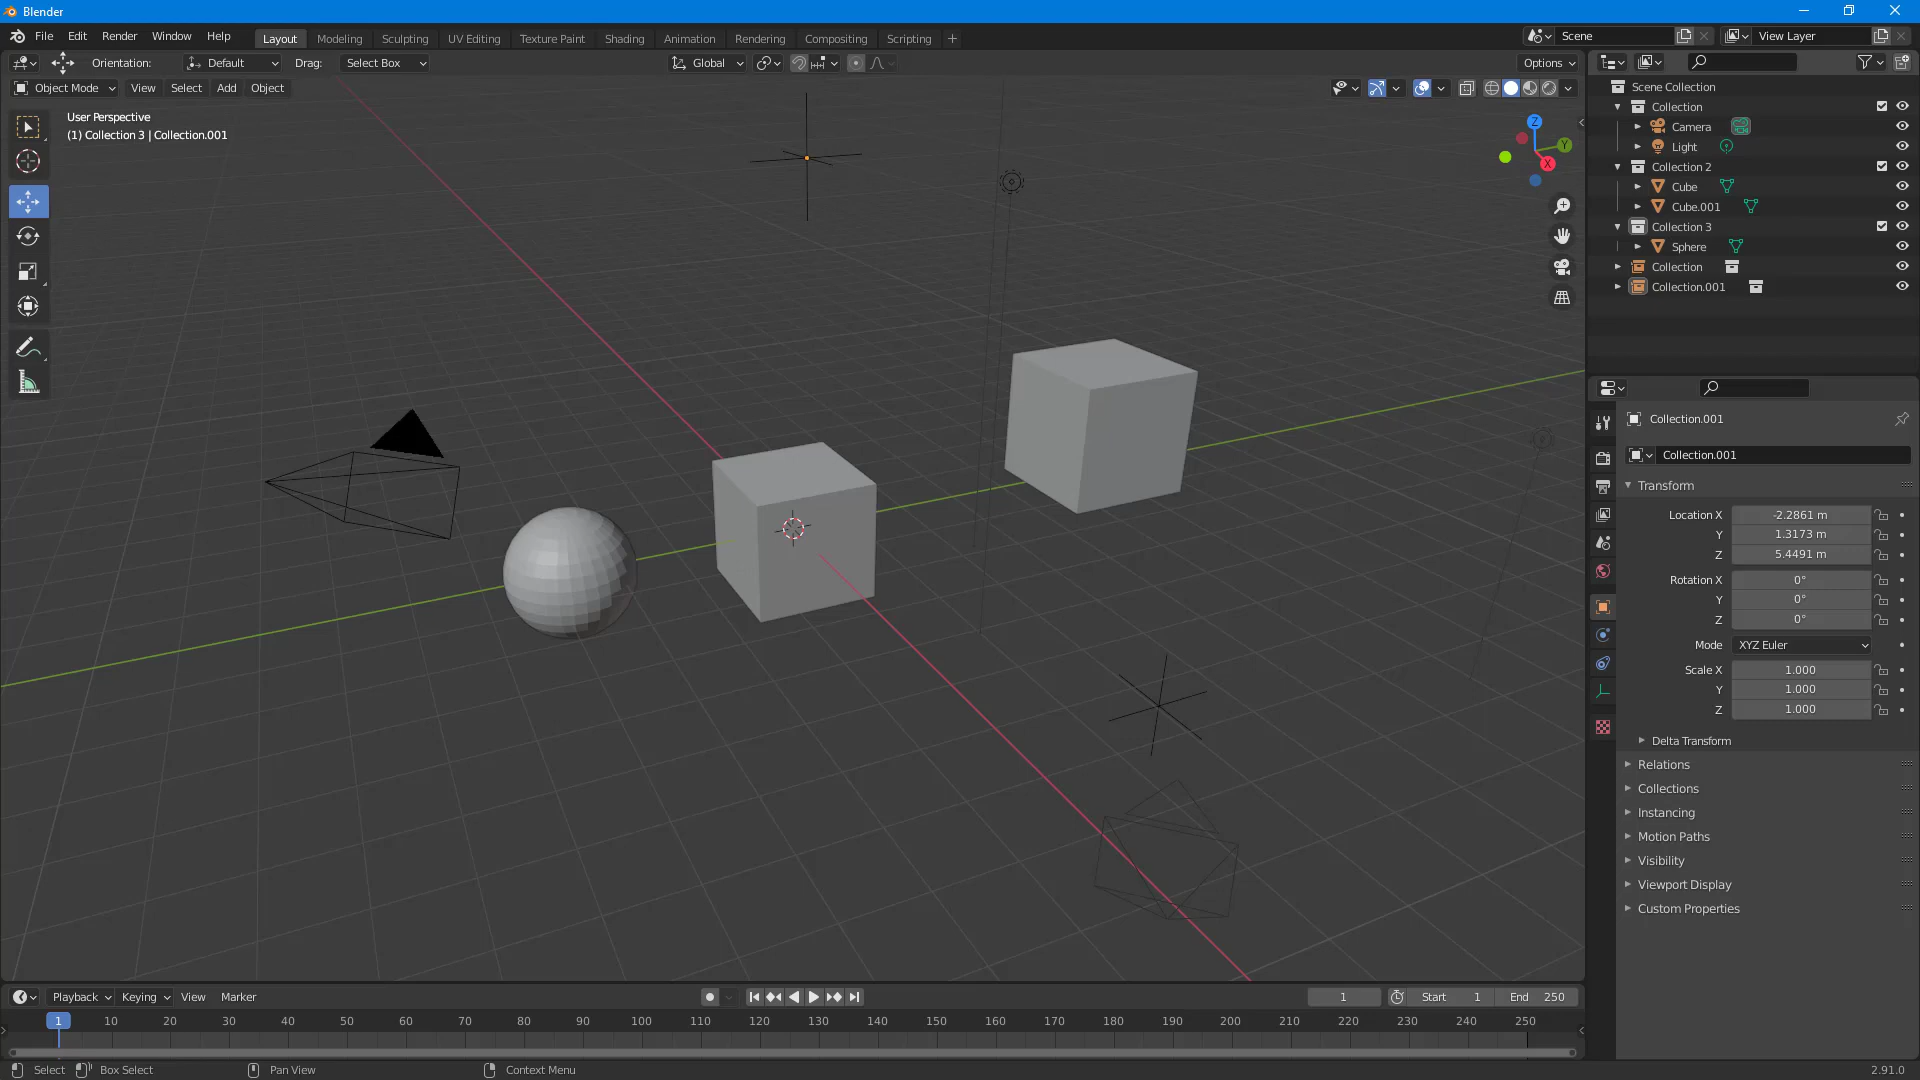 Blender
File Edit Render Window Help Layout Modeling Sculpting UV Editing Texture Paint Shading Animation Rendering Compositing Scripting + Scene View Layer
Orientation: Default Drag: Select Box Global Options
Object Mode View Select Add Object
User Perspective
(1) Collection 3 | Collection.001
Z
Y
X
Scene Collection
Collection
Camera
Light
Collection 2
Cube
Cube.001
Collection 3
Sphere
Collection
Collection.001
Collection.001
Collection.001
Transform
Location X -2.2861 m
Y 1.3173 m
Z 5.4491 m
Rotation X 0°
Y 0°
Z 0°
Mode XYZ Euler
Scale X 1.000
Y 1.000
Z 1.000
Delta Transform
Relations
Collections
Instancing
Motion Paths
Visibility
Viewport Display
Custom Properties
Playback Keying View Marker 1 Start 1 End 250
1 10 20 30 40 50 60 70 80 90 100 110 120 130 140 150 160 170 180 190 200 210 220 230 240 250
Select Box Select Pan View Context Menu 2.91.0